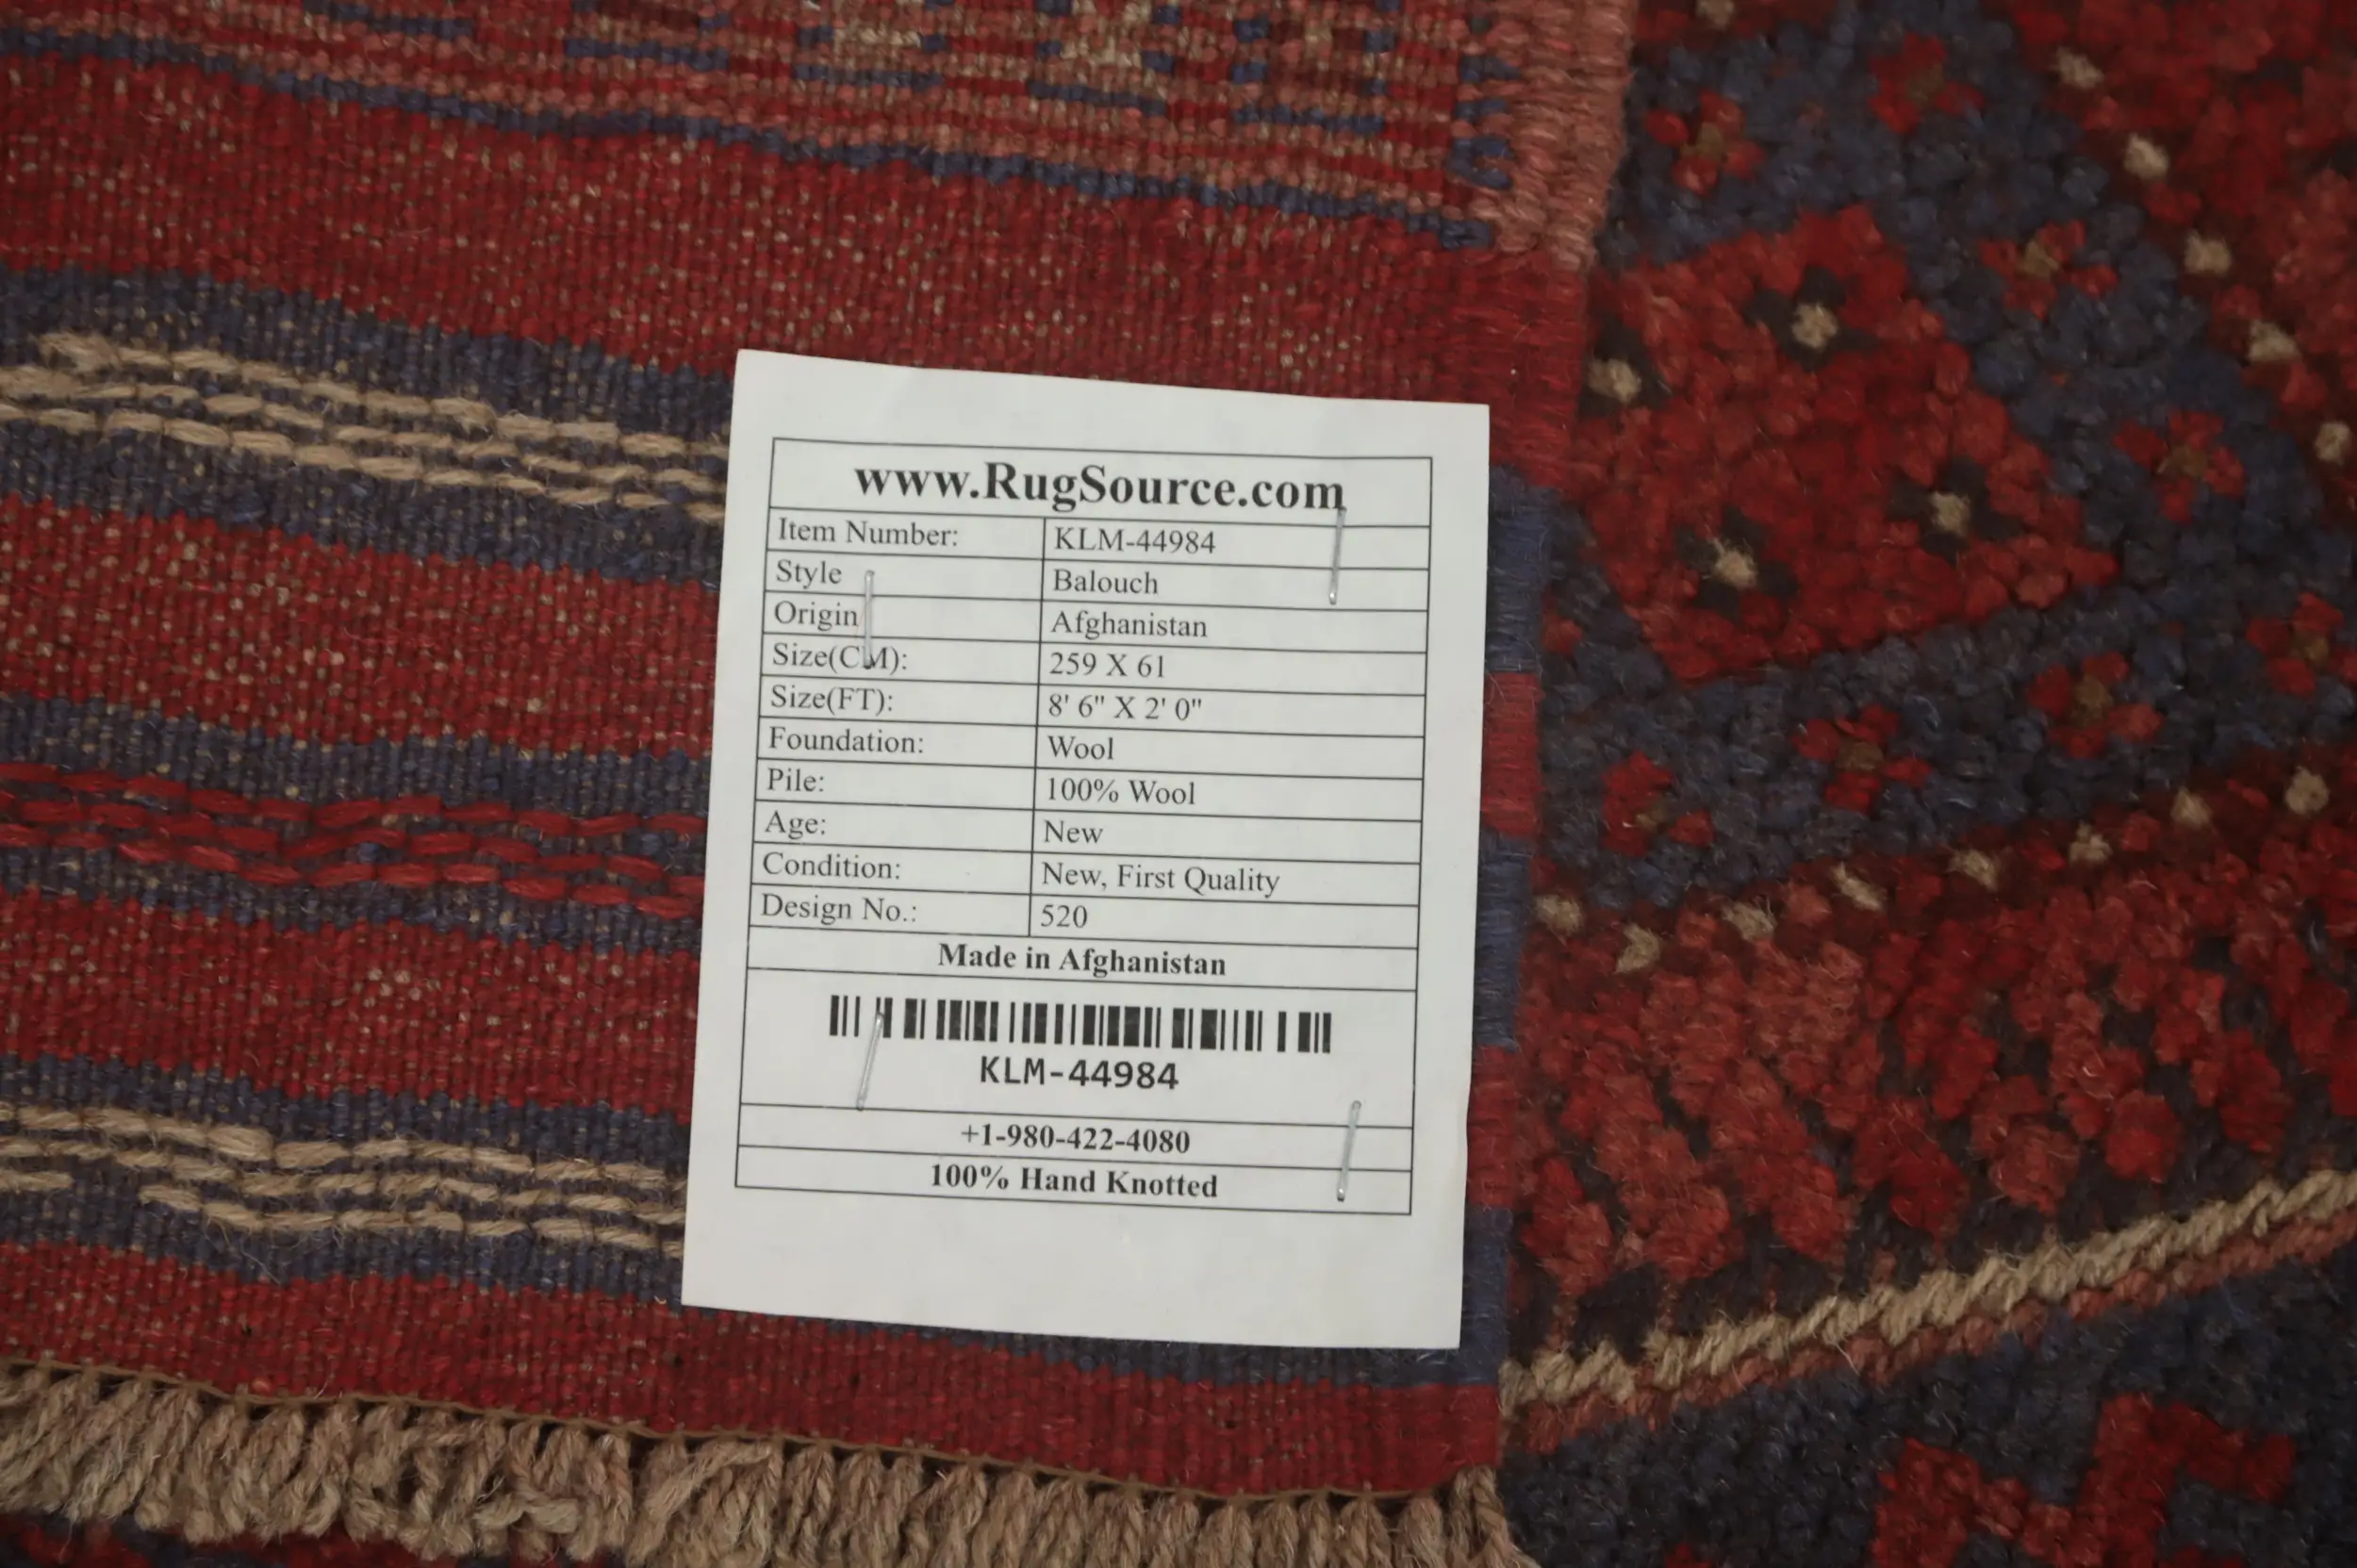 www.RugSource.com
Item Number: KLM-44984
Style Balouch
Origin Afghanistan
Size(CM): 259 X 61
Size(FT): 8' 6" X 2' 0"
Foundation: Wool
Pile: 100% Wool
Age: New
Condition: New, First Quality
Design No.: 520
Made in Afghanistan
KLM-44984
+1-980-422-4080
100% Hand Knotted